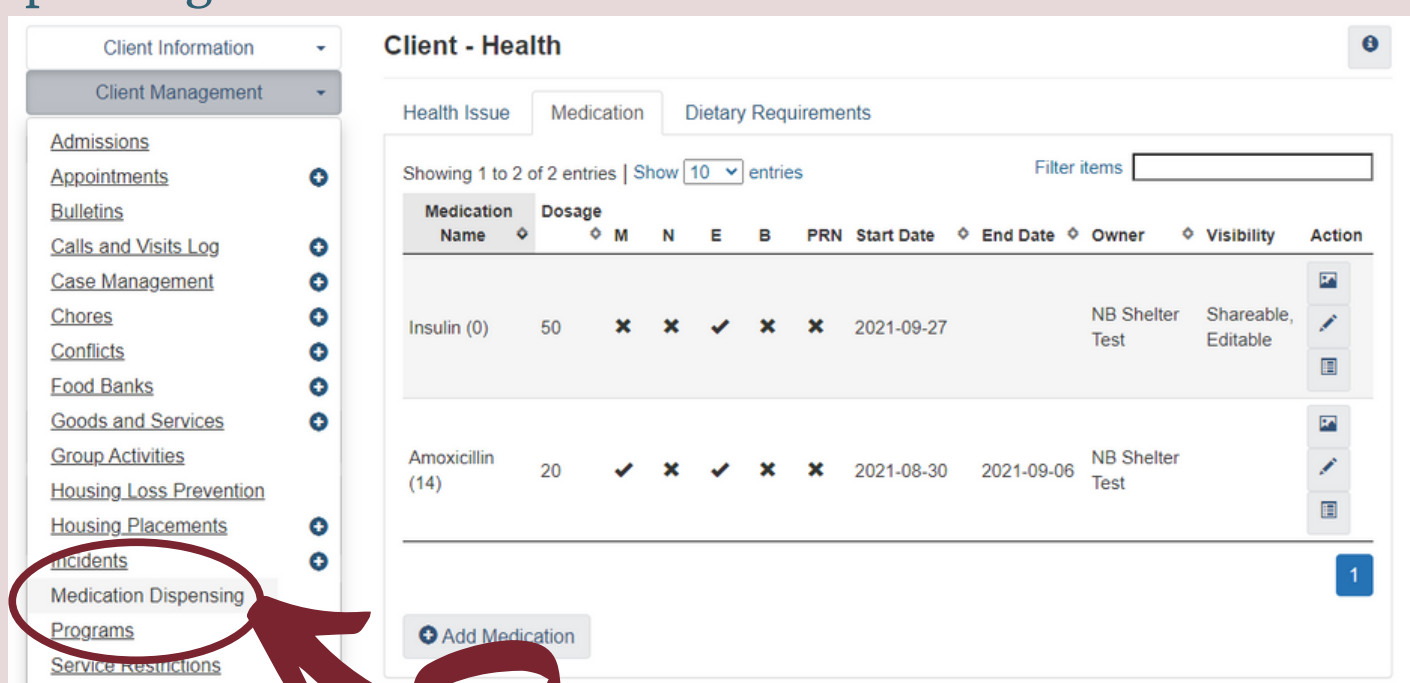 Client Information
Client Management
Admissions
Appointments
Bulletins
Calls and Visits Log
Case Management
Chores
Conflicts
Food Banks
Goods and Services
Group Activities
Housing Loss Prevention
Housing Placements
Incidents
Medication Dispensing
Programs
Service Restrictions
Client - Health
Health Issue Medication Dietary Requirements
Showing 1 to 2 of 2 entries | Show 10 entries Filter items
Medication Name Dosage M N E B PRN Start Date End Date Owner Visibility Action
Insulin (0) 50 ✖ ✖ ✔ ✖ ✖ 2021-09-27 NB Shelter Test Shareable, Editable
Amoxicillin (14) 20 ✔ ✖ ✔ ✖ ✖ 2021-08-30 2021-09-06 NB Shelter Test
1
Add Medication